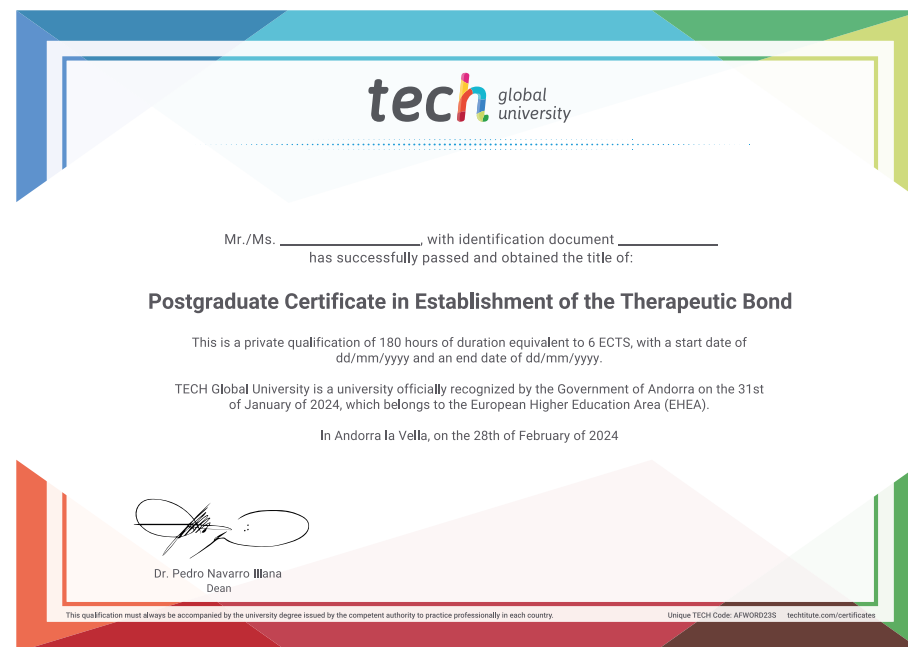 tech global university
Mr./Ms. ____________________, with identification document ______________
has successfully passed and obtained the title of:
Postgraduate Certificate in Establishment of the Therapeutic Bond
This is a private qualification of 180 hours of duration equivalent to 6 ECTS, with a start date of
dd/mm/yyyy and an end date of dd/mm/yyyy.
TECH Global University is a university officially recognized by the Government of Andorra on the 31st
of January of 2024, which belongs to the European Higher Education Area (EHEA).
In Andorra la Vella, on the 28th of February of 2024
Dr. Pedro Navarro Illana
Dean
This qualification must always be accompanied by the university degree issued by the competent authority to practice professionally in each country.
Unique TECH Code: AFWORD23S techtitute.com/certificates